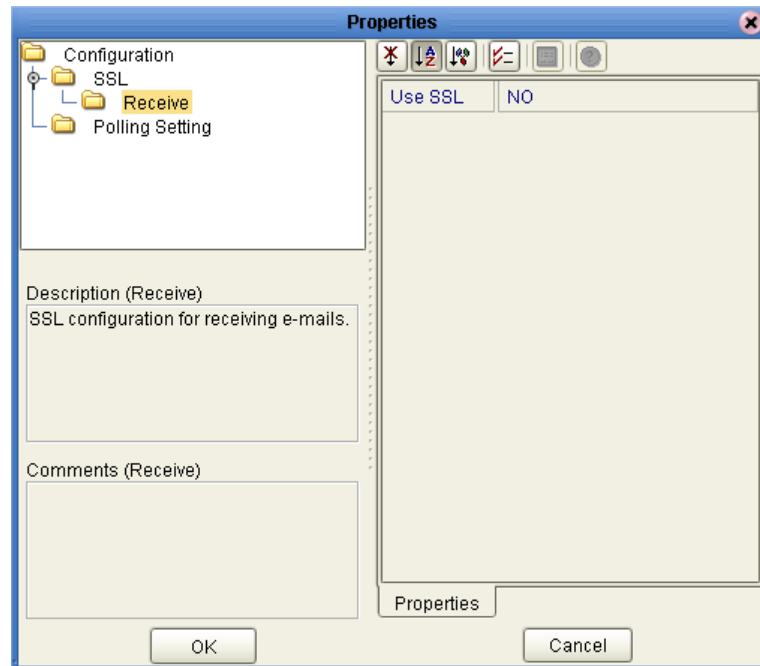 Properties
Configuration
SSL
Receive
Polling Setting
Description (Receive)
SSL configuration for receiving e-mails.
Comments (Receive)
Use SSL NO
Properties
OK
Cancel